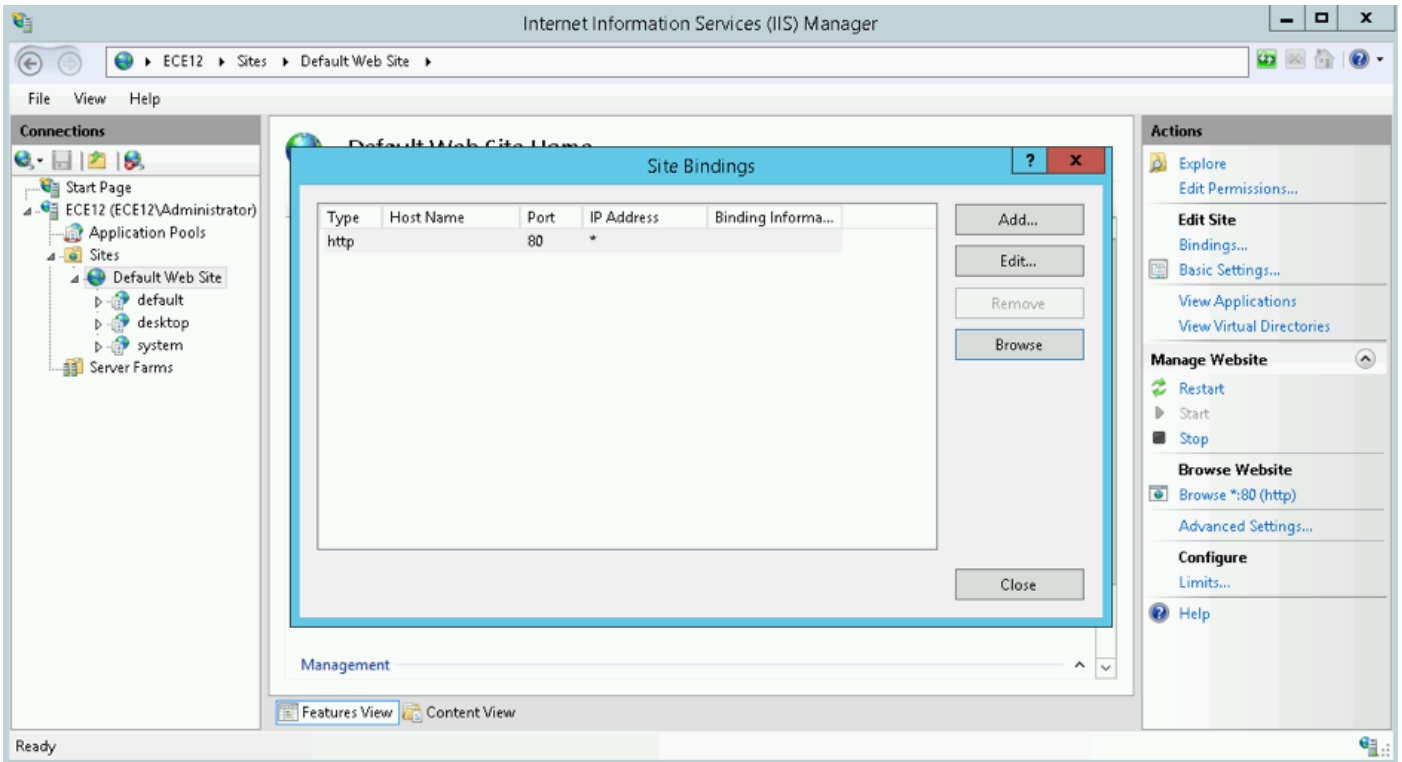 Internet Information Services (IIS) Manager
ECE12 Sites Default Web Site
File View Help
Connections
Start Page
ECE12 (ECE12\Administrator)
Application Pools
Sites
Default Web Site
default
desktop
system
Server Farms
Default Web Site Home
Site Bindings
? x
Type Host Name Port IP Address Binding Informa...
http 80 *
Add...
Edit...
Remove
Browse
Close
Management
Features View Content View
Actions
Explore
Edit Permissions...
Edit Site
Bindings...
Basic Settings...
View Applications
View Virtual Directories
Manage Website
Restart
Start
Stop
Browse Website
Browse *:80 (http)
Advanced Settings...
Configure
Limits...
Help
Ready